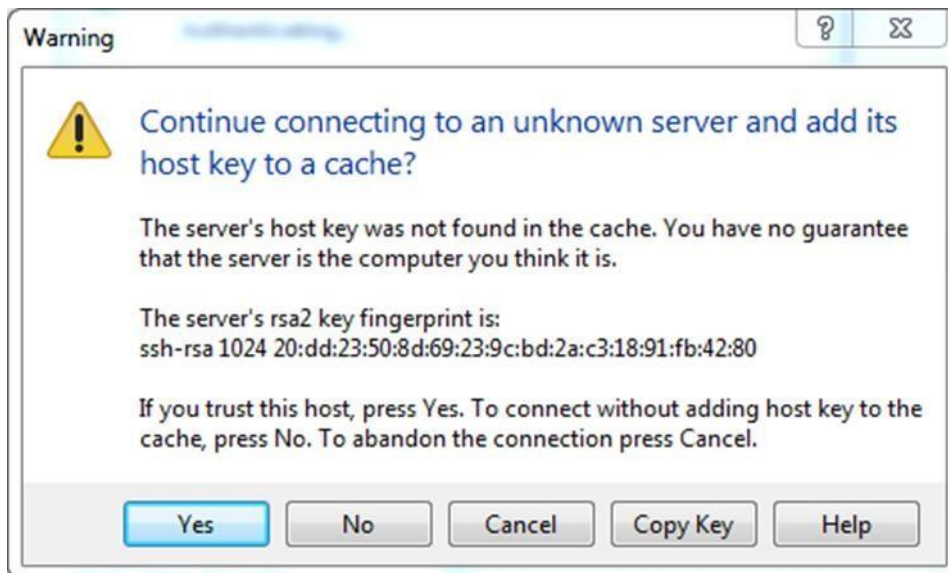 Warning
Continue connecting to an unknown server and add its
host key to a cache?
The server's host key was not found in the cache. You have no guarantee
that the server is the computer you think it is.
The server's rsa2 key fingerprint is:
ssh-rsa 1024 20:dd:23:50:8d:69:23:9c:bd:2a:c3:18:91:fb:42:80
If you trust this host, press Yes. To connect without adding host key to the
cache, press No. To abandon the connection press Cancel.
Yes No Cancel Copy Key Help